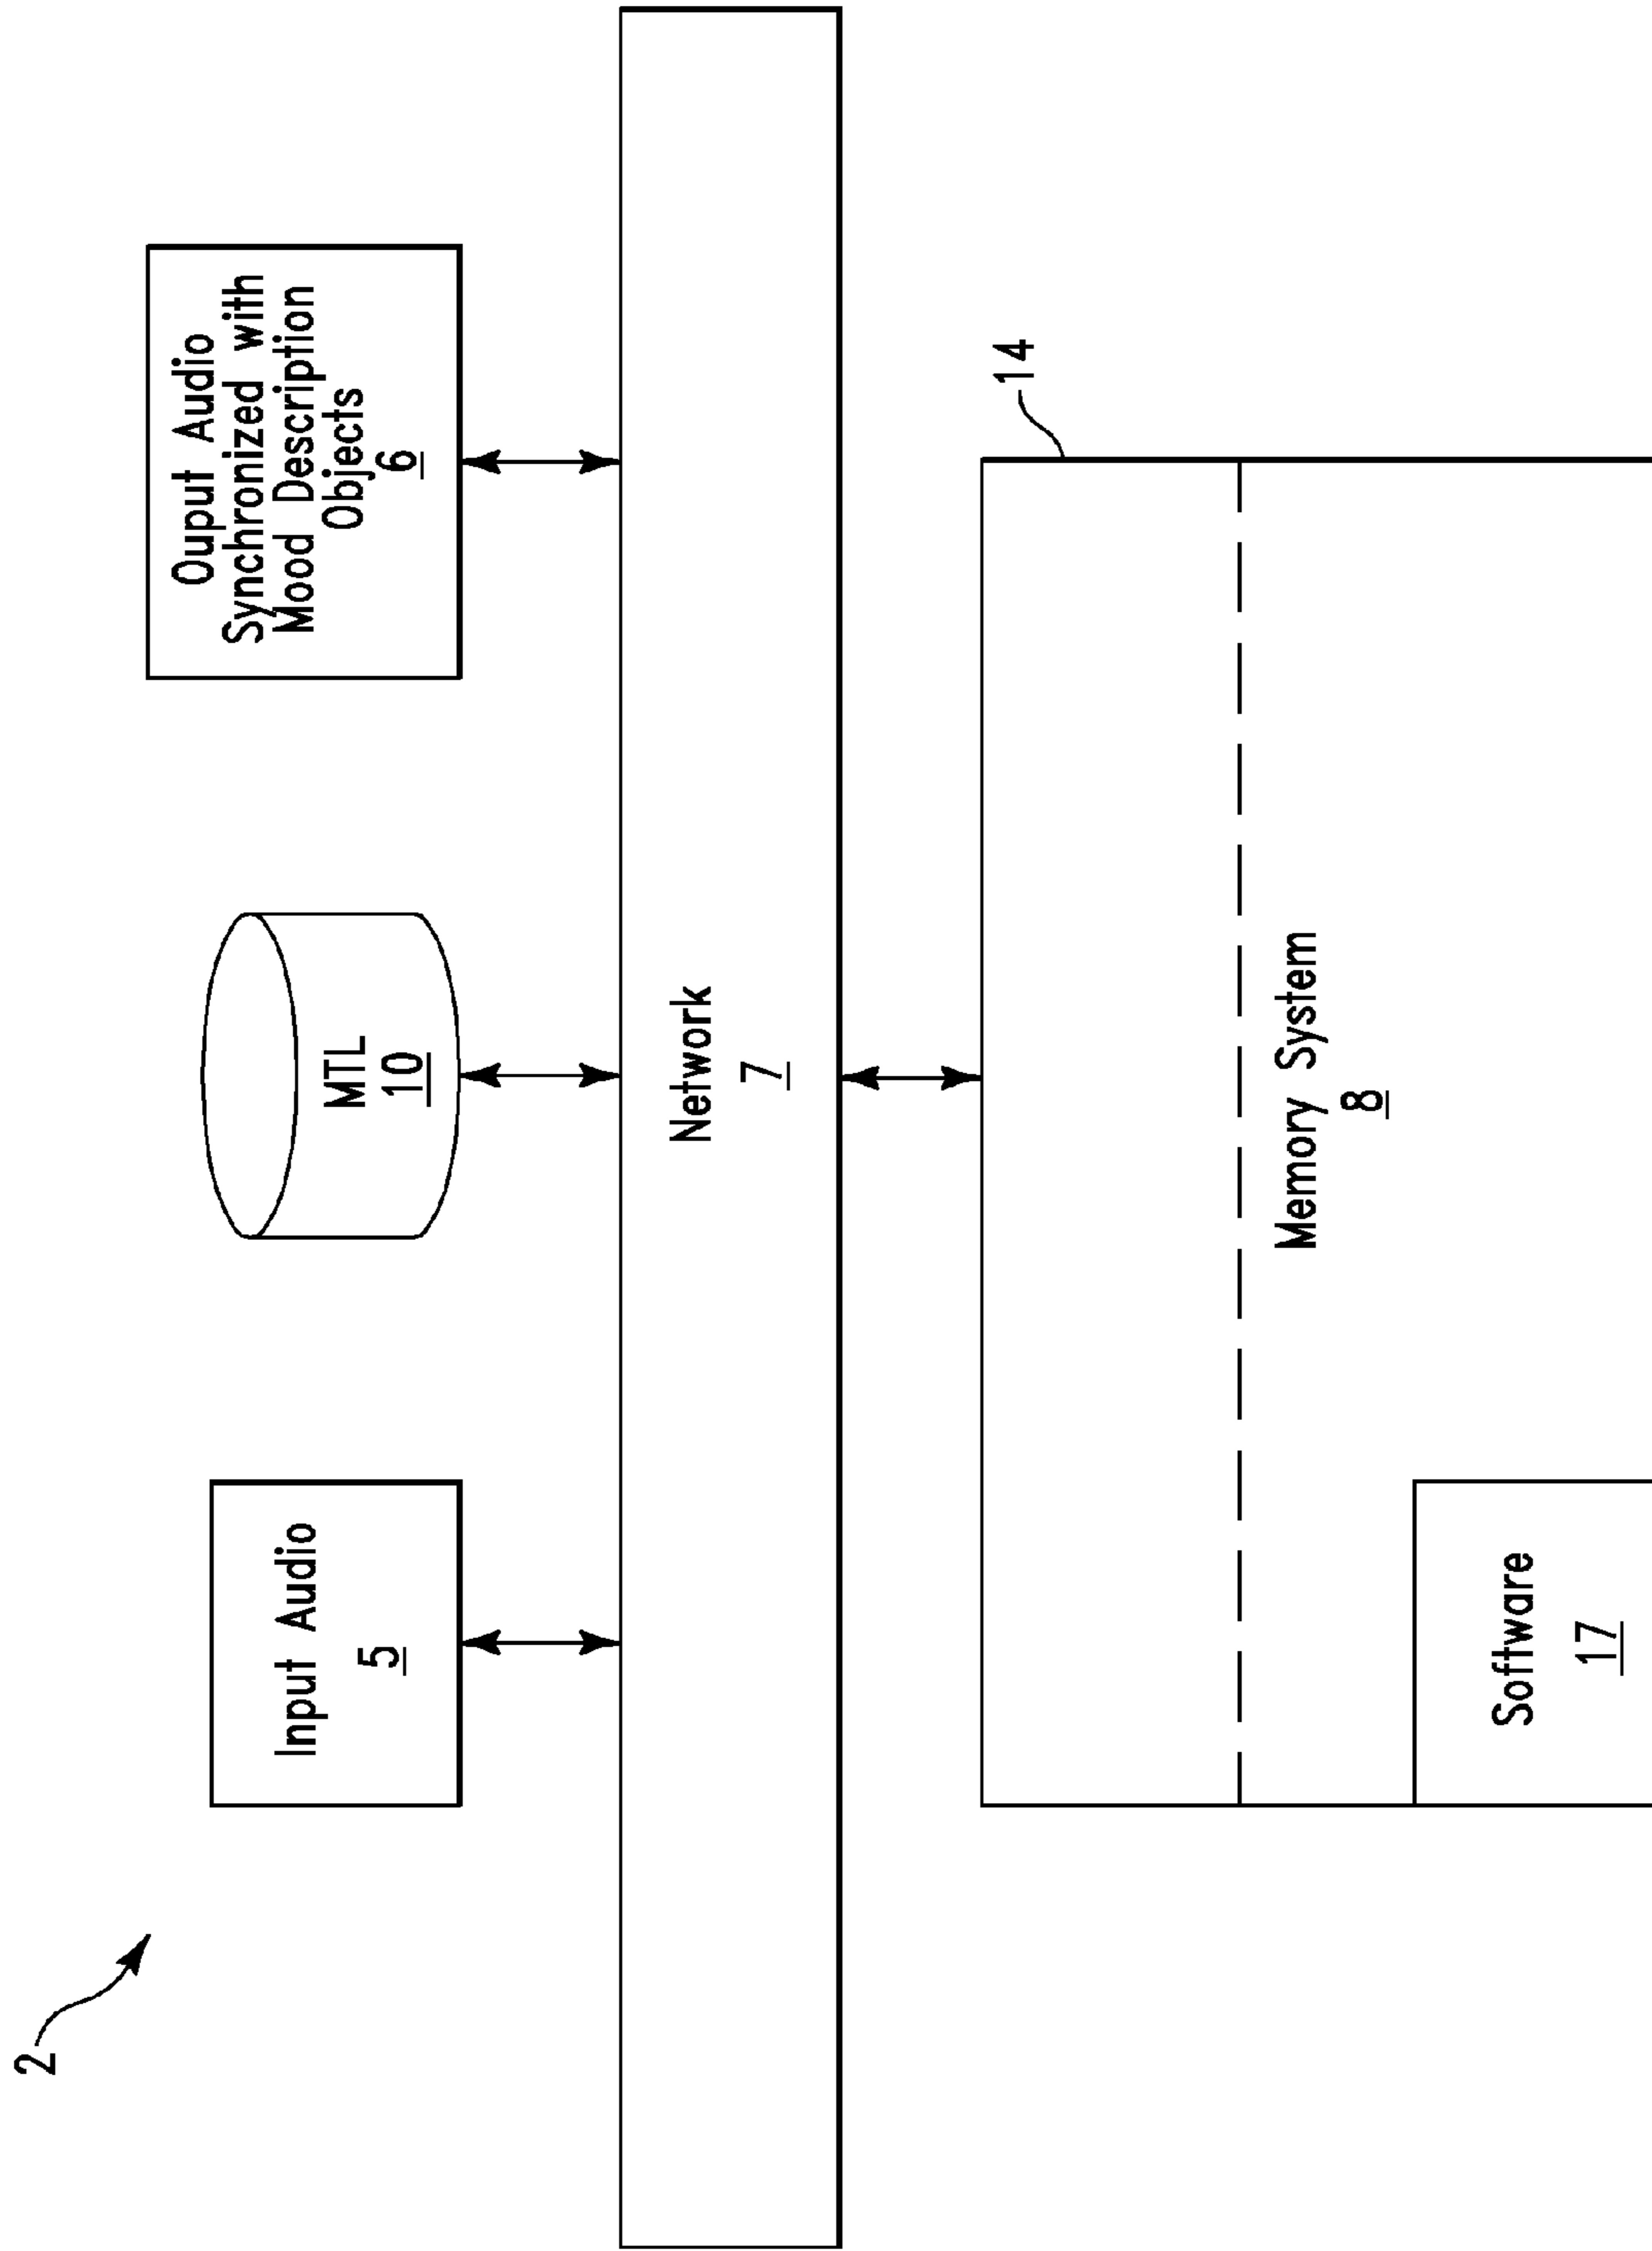 2
Input Audio
5
MTL
10
Ouput Audio
Synchronized with
Mood Description
Objects
6
Network
7
14
Memory System
8
Software
17